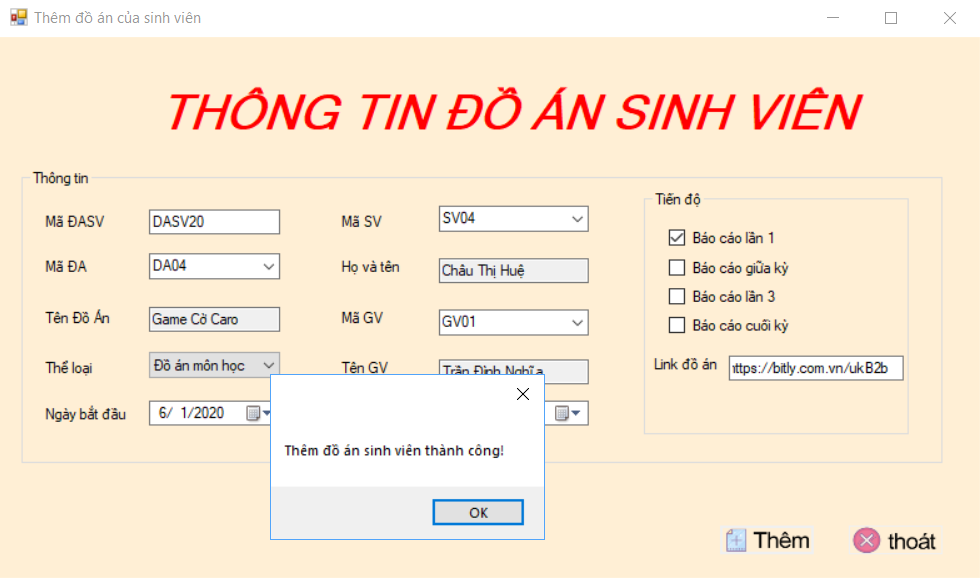 Thêm đồ án của sinh viên
THÔNG TIN ĐỒ ÁN SINH VIÊN
Thông tin
Mã ĐASV
DASV20
Mã ĐA
DA04
Tên Đồ Án
Game Cờ Caro
Thể loại
Đồ án môn học
Ngày bắt đầu
6/ 1/2020
Mã SV
SV04
Họ và tên
Châu Thị Huệ
Mã GV
GV01
Tên GV
Trần Đình Nghĩa
Tiến độ
Báo cáo lần 1
Báo cáo giữa kỳ
Báo cáo lần 3
Báo cáo cuối kỳ
Link đồ án
ttps://bitly.com.vn/ukB2b
Thêm đồ án sinh viên thành công!
OK
Thêm
thoát